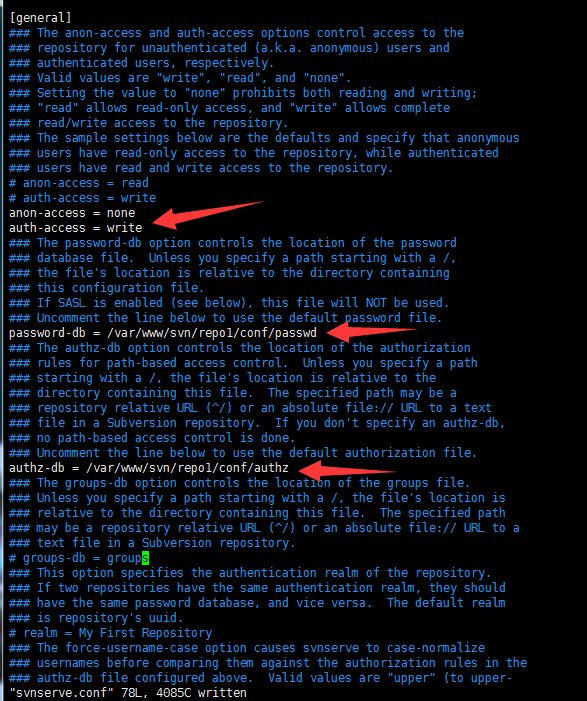 [general]
### The anon-access and auth-access options control access to the
### repository for unauthenticated (a.k.a. anonymous) users and
### authenticated users, respectively.
### Valid values are "write", "read", and "none".
### Setting the value to "none" prohibits both reading and writing;
### "read" allows read-only access, and "write" allows complete
### read/write access to the repository.
### The sample settings below are the defaults and specify that anonymous
### users have read-only access to the repository, while authenticated
### users have read and write access to the repository.
# anon-access = read
# auth-access = write
anon-access = none
auth-access = write
### The password-db option controls the location of the password
### database file.  Unless you specify a path starting with a /,
### the file's location is relative to the directory containing
### this configuration file.
### If SASL is enabled (see below), this file will NOT be used.
### Uncomment the line below to use the default password file.
password-db = /var/www/svn/repo1/conf/passwd
### The authz-db option controls the location of the authorization
### rules for path-based access control.  Unless you specify a path
### starting with a /, the file's location is relative to the
### directory containing this file.  The specified path may be a
### repository relative URL (^/) or an absolute file:// URL to a text
### file in a Subversion repository.  If you don't specify an authz-db,
### no path-based access control is done.
### Uncomment the line below to use the default authorization file.
authz-db = /var/www/svn/repo1/conf/authz
### The groups-db option controls the location of the groups file.
### Unless you specify a path starting with a /, the file's location is
### relative to the directory containing this file.  The specified path
### may be a repository relative URL (^/) or an absolute file:// URL to a
### text file in a Subversion repository.
# groups-db = groups
### This option specifies the authentication realm of the repository.
### If two repositories have the same authentication realm, they should
### have the same password database, and vice versa.  The default realm
### is repository's uuid.
# realm = My First Repository
### The force-username-case option causes svnserve to case-normalize
### usernames before comparing them against the authorization rules in the
### authz-db file configured above.  Valid values are "upper" (to upper-
"svnserve.conf" 78L, 4085C written